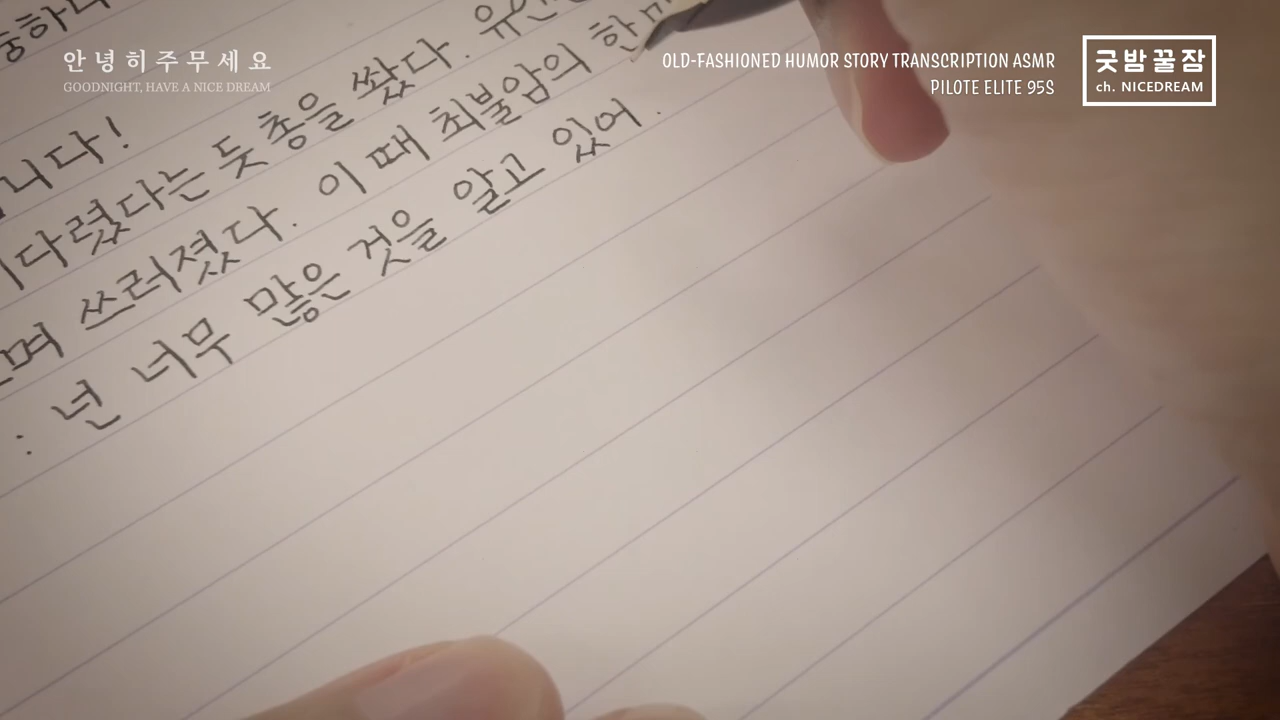 안녕히주무세요
GOODNIGHT, HAVE A NICE DREAM
OLD-FASHIONED HUMOR STORY TRANSCRIPTION ASMR
PILOTE ELITE 95S
굿밤꿀잠
ch. NICEDREAM
니다!
다렸다는 듯 총을 쐈다.
며 쓰러졌다. 이 때 최불암의 한
: 넌 너무 많은 것을 알고 있어.